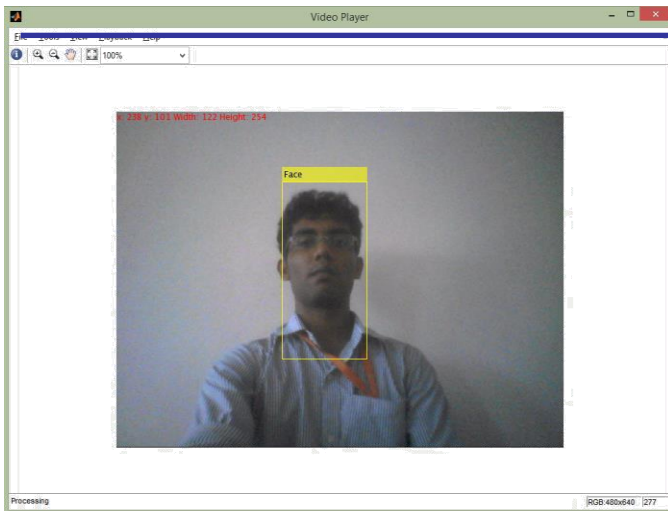 Video Player
File Tools View Playback Help
100%
x: 238 y: 101 Width: 122 Height: 254
Face
Processing
RGB:480x640 277